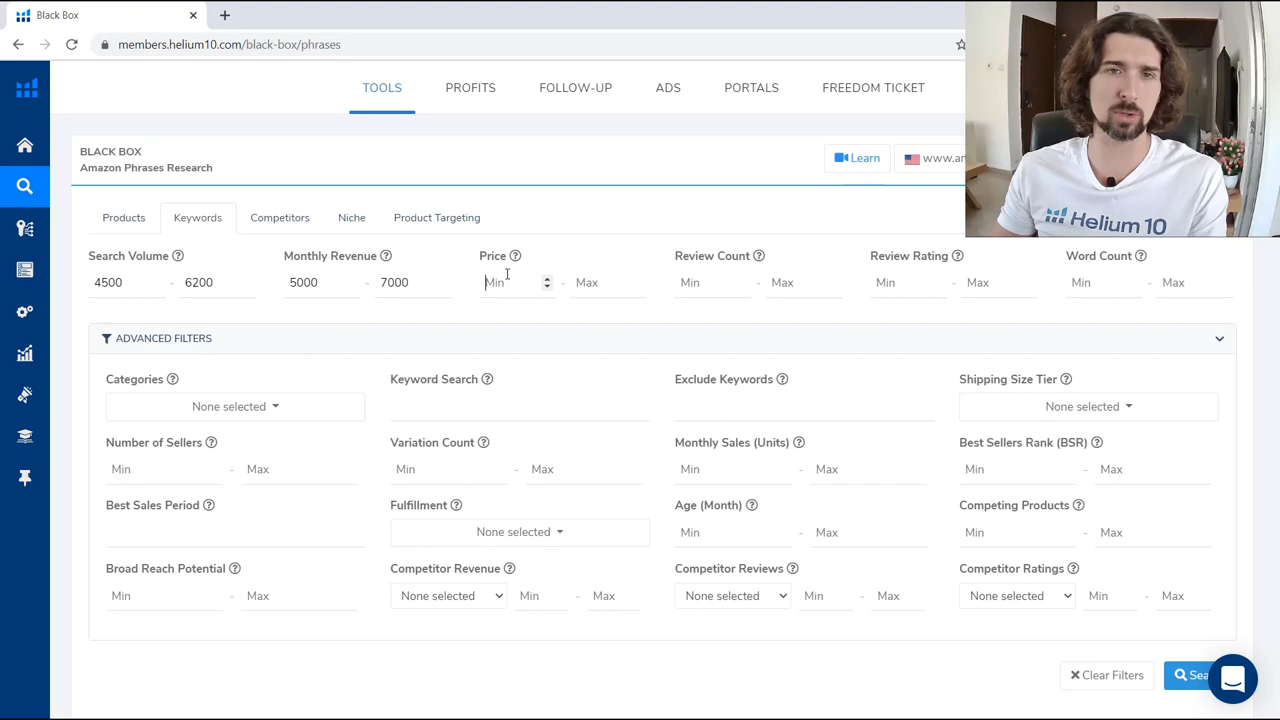 Black Box
members.helium10.com/black-box/phrases
TOOLS PROFITS FOLLOW-UP ADS PORTALS FREEDOM TICKET
BLACK BOX
Amazon Phrases Research
Learn
www.am
Helium 10
Products Keywords Competitors Niche Product Targeting
Search Volume Monthly Revenue Price Review Count Review Rating Word Count
4500 - 6200 5000 - 7000 Min - Max Min - Max Min - Max Min - Max
ADVANCED FILTERS
Categories Keyword Search Exclude Keywords Shipping Size Tier
None selected None selected
Number of Sellers Variation Count Monthly Sales (Units) Best Sellers Rank (BSR)
Min - Max Min - Max Min - Max Min - Max
Best Sales Period Fulfillment Age (Month) Competing Products
None selected Min - Max Min - Max
Broad Reach Potential Competitor Revenue Competitor Reviews Competitor Ratings
Min - Max None selected Min - Max None selected Min - Max None selected Min - Max
Clear Filters Sea